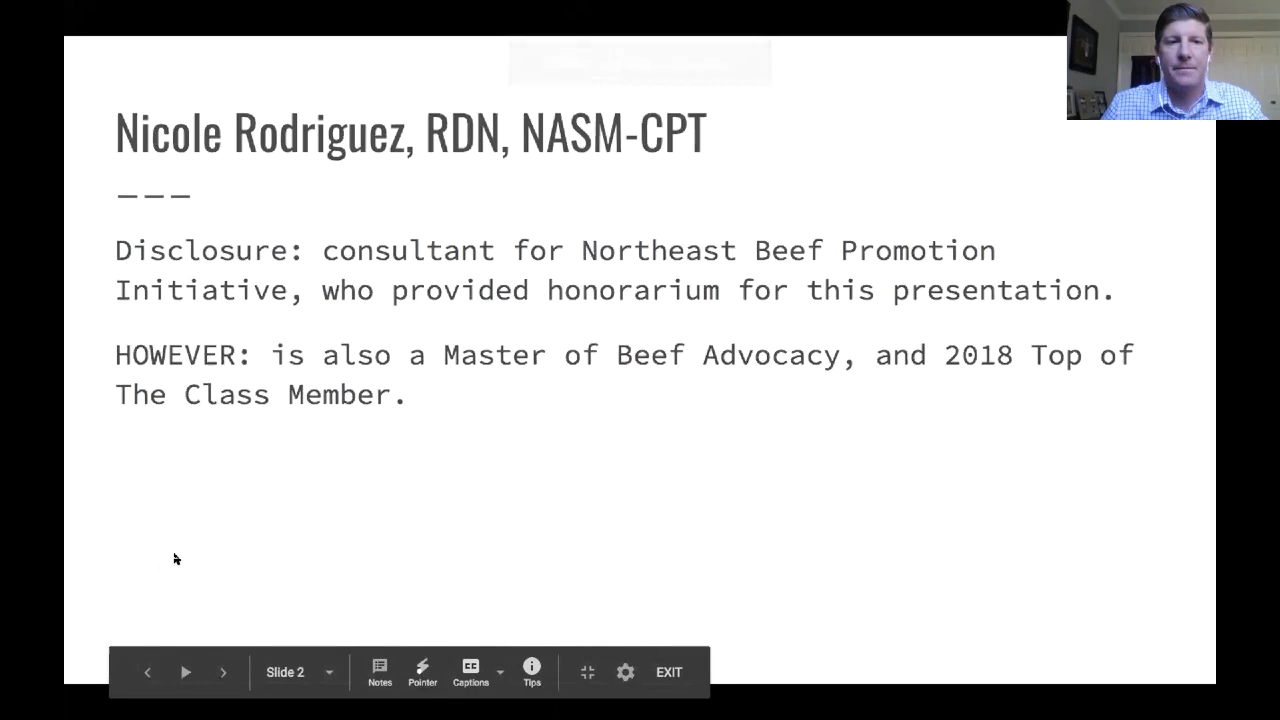 Nicole Rodriguez, RDN, NASM-CPT
———
Disclosure: consultant for Northeast Beef Promotion
Initiative, who provided honorarium for this presentation.
HOWEVER: is also a Master of Beef Advocacy, and 2018 Top of
The Class Member.
Slide 2
Notes
Pointer
CC
Captions
Tips
EXIT